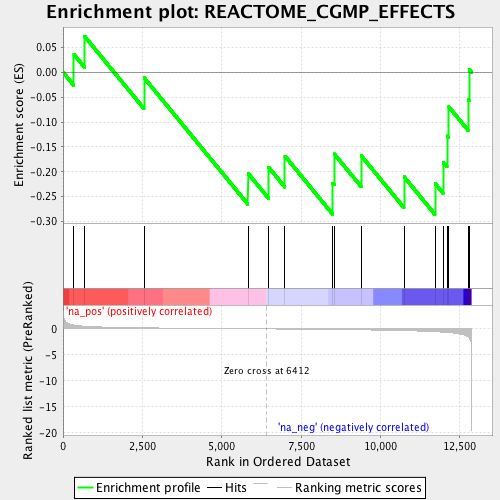 Enrichment plot: REACTOME_CGMP_EFFECTS
Enrichment score (ES)
0.05
0.00
-0.05
-0.10
-0.15
-0.20
-0.25
-0.30
'na_pos' (positively correlated)
Ranked list metric (PreRanked)
0
-5
-10
-15
-20
Zero cross at 6412
'na_neg' (negatively correlated)
0
2,500
5,000
7,500
10,000
12,500
Rank in Ordered Dataset
Enrichment profile
Hits
Ranking metric scores